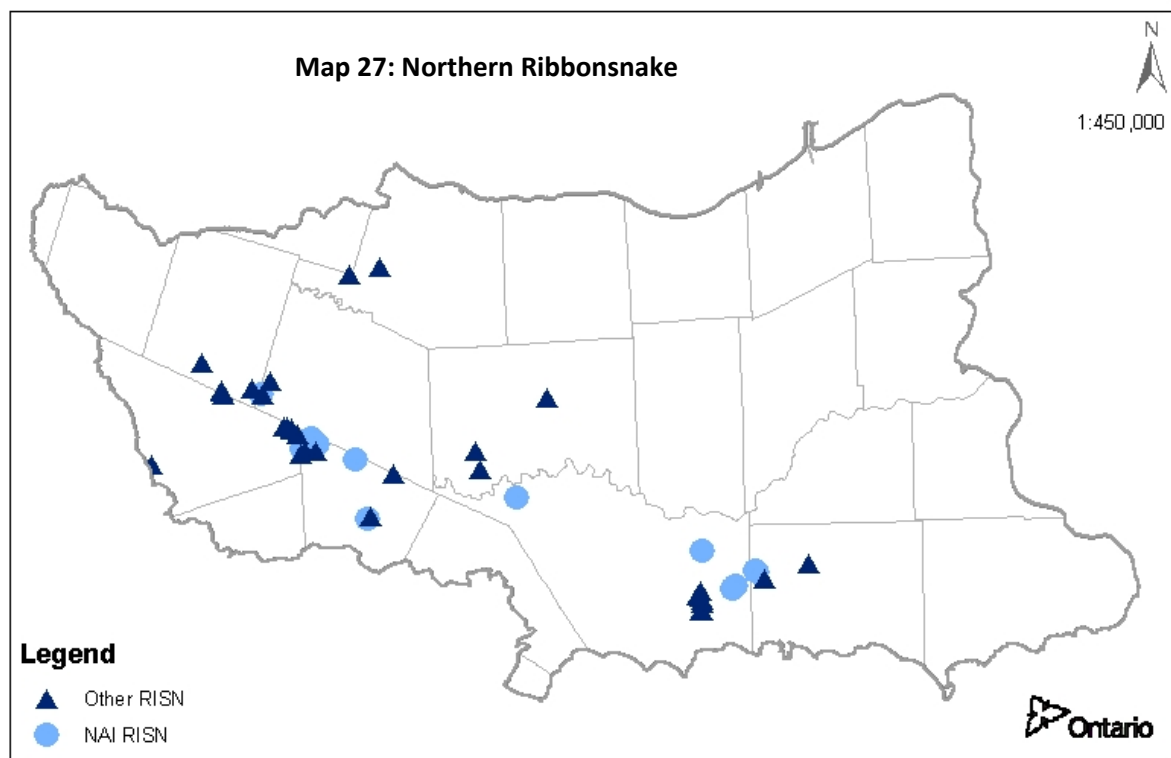 Map 27: Northern Ribbonsnake
N
1:450,000
Legend
Other RISN
NAI RISN
Ontario